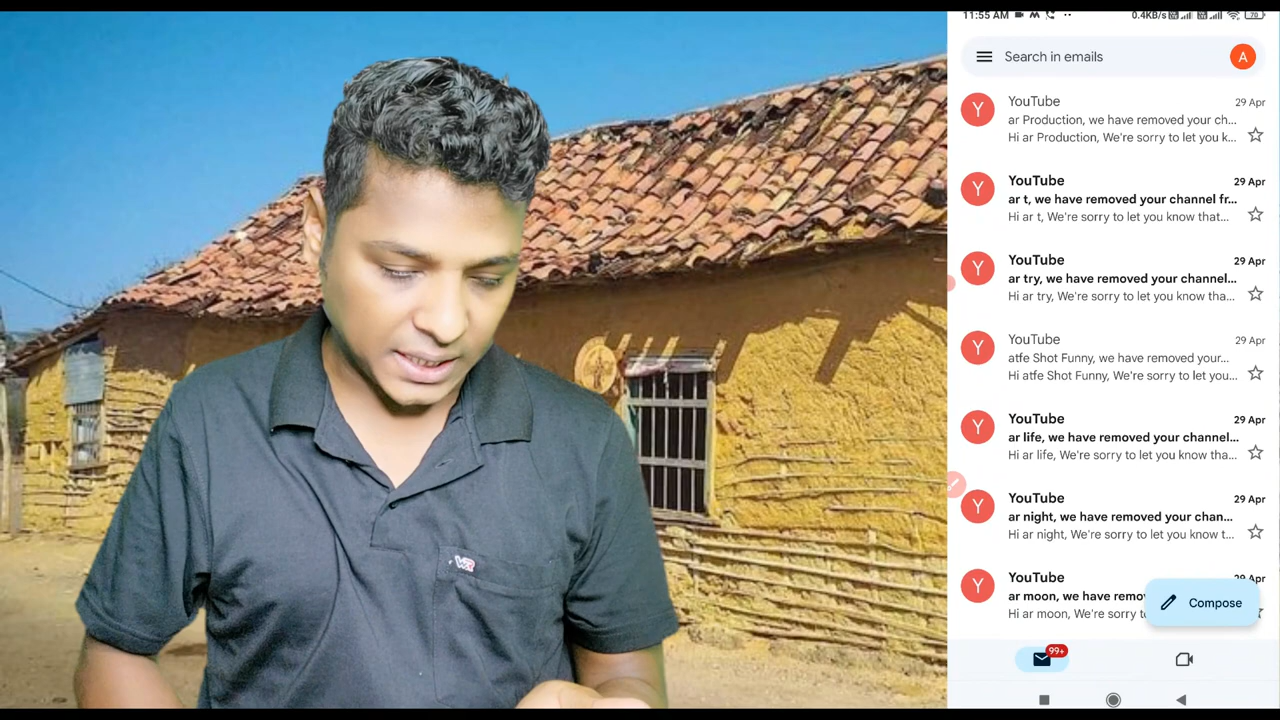 11:55 AM
0.4KB/s
70
Search in emails
A
Y
YouTube
29 Apr
ar Production, we have removed your ch...
Hi ar Production, We're sorry to let you k...
Y
YouTube
29 Apr
ar t, we have removed your channel fr...
Hi ar t, We're sorry to let you know that...
Y
YouTube
29 Apr
ar try, we have removed your channel...
Hi ar try, We're sorry to let you know tha...
Y
YouTube
29 Apr
atfe Shot Funny, we have removed your...
Hi atfe Shot Funny, We're sorry to let you...
Y
YouTube
29 Apr
ar life, we have removed your channel...
Hi ar life, We're sorry to let you know tha...
Y
YouTube
29 Apr
ar night, we have removed your chan...
Hi ar night, We're sorry to let you know t...
Y
YouTube
29 Apr
ar moon, we have
Hi ar moon, We're sorry to
Compose
99+